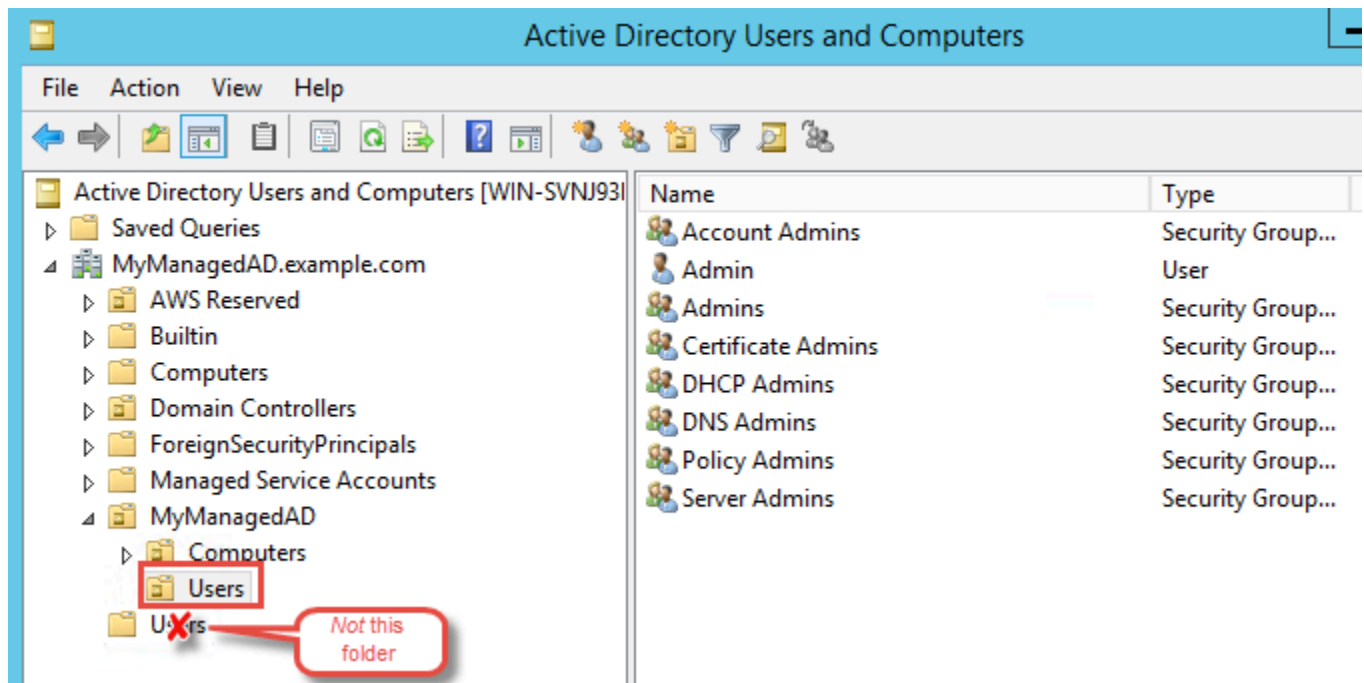 Active Directory Users and Computers
File Action View Help
Active Directory Users and Computers [WIN-SVNJ93
Saved Queries
MyManagedAD.example.com
AWS Reserved
Builtin
Computers
Domain Controllers
ForeignSecurityPrincipals
Managed Service Accounts
MyManagedAD
Computers
Users
Users
Not this
folder
Name Type
Account Admins Security Group...
Admin User
Admins Security Group...
Certificate Admins Security Group...
DHCP Admins Security Group...
DNS Admins Security Group...
Policy Admins Security Group...
Server Admins Security Group...